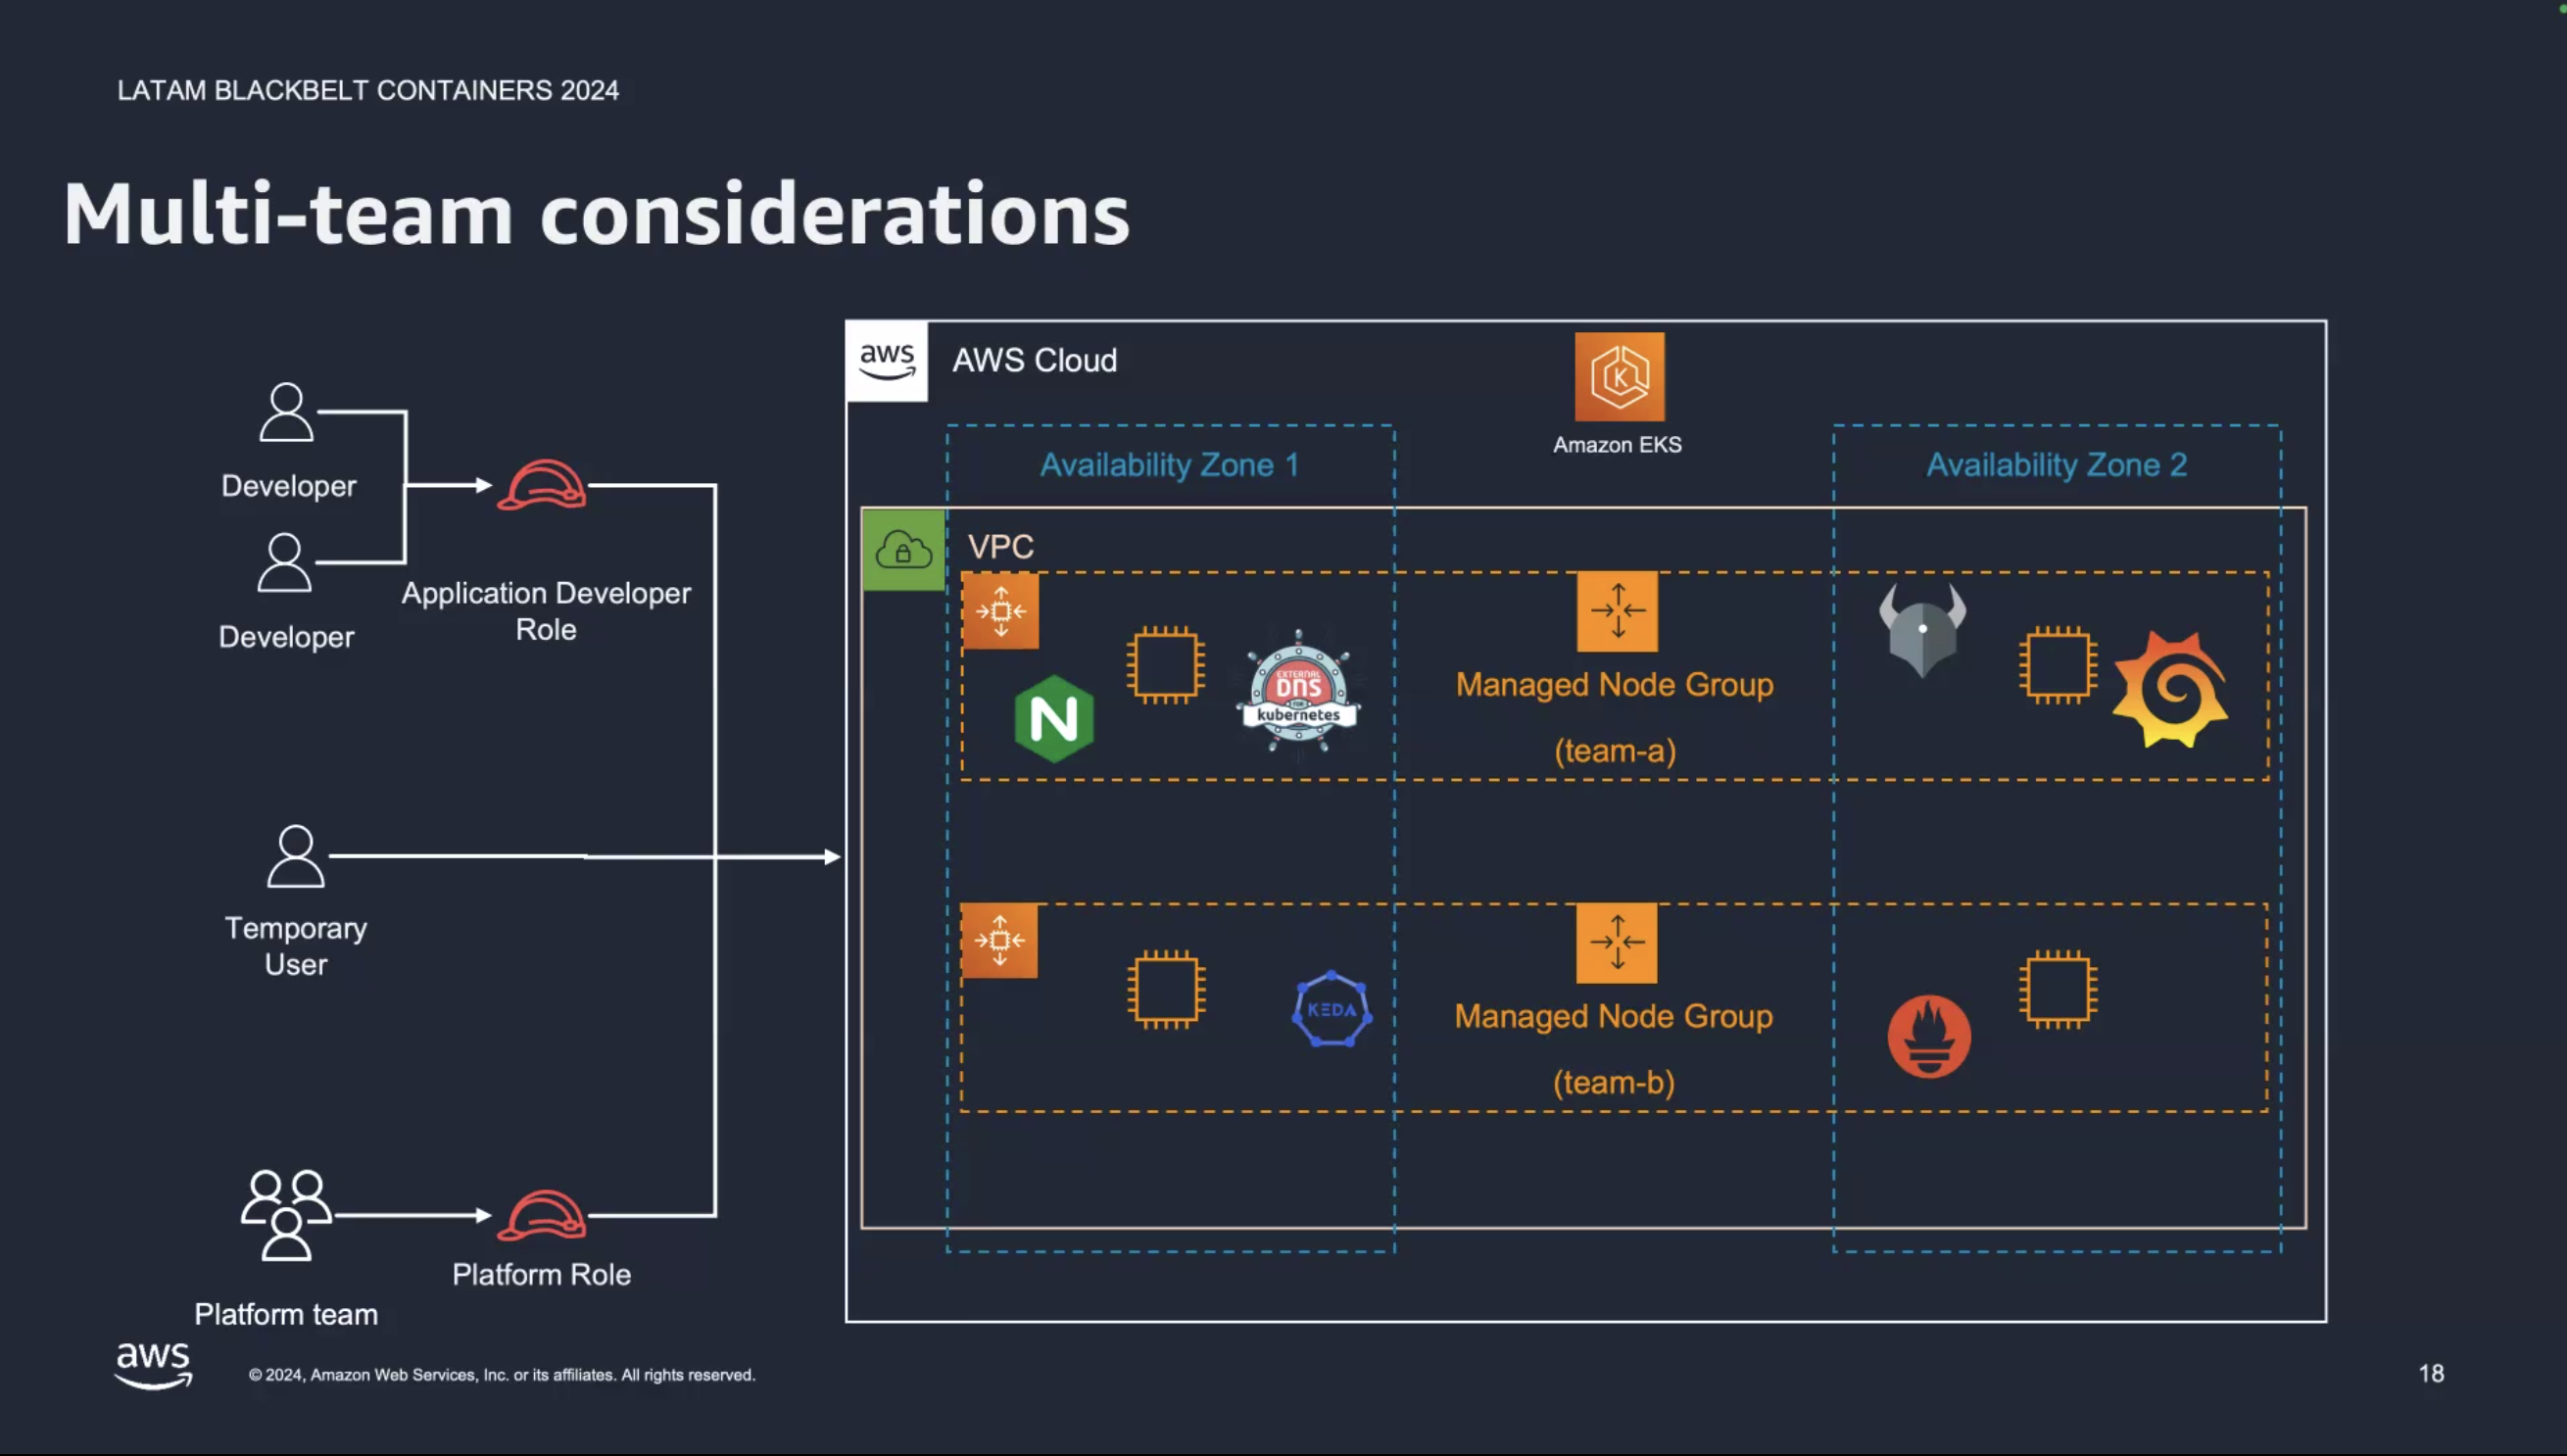 LATAM BLACKBELT CONTAINERS 2024
Multi-team considerations
Developer
Developer
Application Developer
Role
Temporary
User
Platform team
Platform Role
aws
AWS Cloud
Amazon EKS
Availability Zone 1
Availability Zone 2
VPC
N
EXTERNAL
DNS
FOR
kubernetes
Managed Node Group
(team-a)
KEDA
Managed Node Group
(team-b)
aws
© 2024, Amazon Web Services, Inc. or its affiliates. All rights reserved.
18